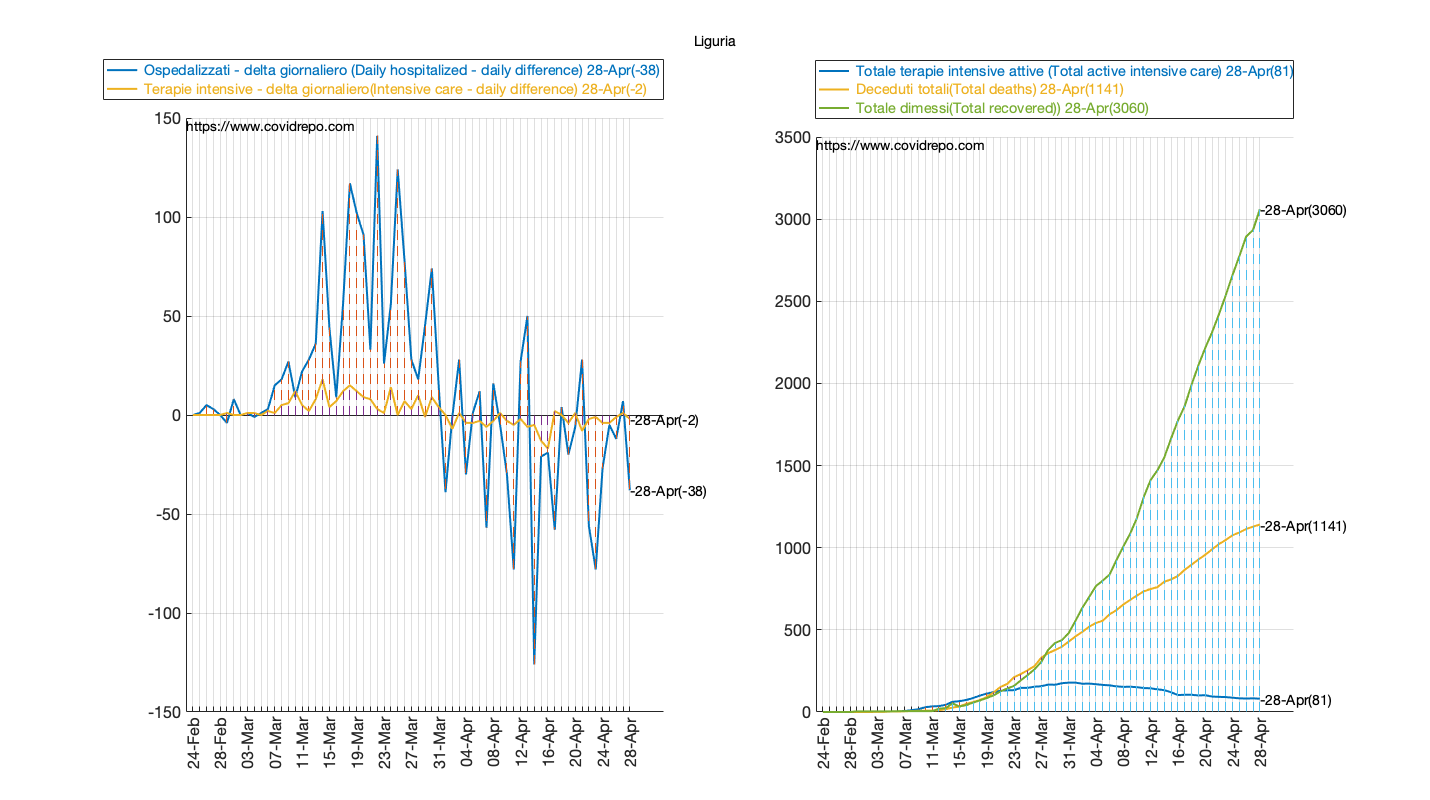 Liguria
Ospedalizzati - delta giornaliero (Daily hospitalized - daily difference) 28-Apr(-38)
Terapie intensive - delta giornaliero(Intensive care - daily difference) 28-Apr(-2)
https://www.covidrepo.com
150
100
50
0
-50
-100
-150
-28-Apr(-2)
-28-Apr(-38)
24-Feb
28-Feb
03-Mar
07-Mar
11-Mar
15-Mar
19-Mar
23-Mar
27-Mar
31-Mar
04-Apr
08-Apr
12-Apr
16-Apr
20-Apr
24-Apr
28-Apr
Totale terapie intensive attive (Total active intensive care) 28-Apr(81)
Deceduti totali(Total deaths) 28-Apr(1141)
Totale dimessi(Total recovered)) 28-Apr(3060)
https://www.covidrepo.com
3500
3000
2500
2000
1500
1000
500
0
-28-Apr(3060)
-28-Apr(1141)
-28-Apr(81)
24-Feb
28-Feb
03-Mar
07-Mar
11-Mar
15-Mar
19-Mar
23-Mar
27-Mar
31-Mar
04-Apr
08-Apr
12-Apr
16-Apr
20-Apr
24-Apr
28-Apr